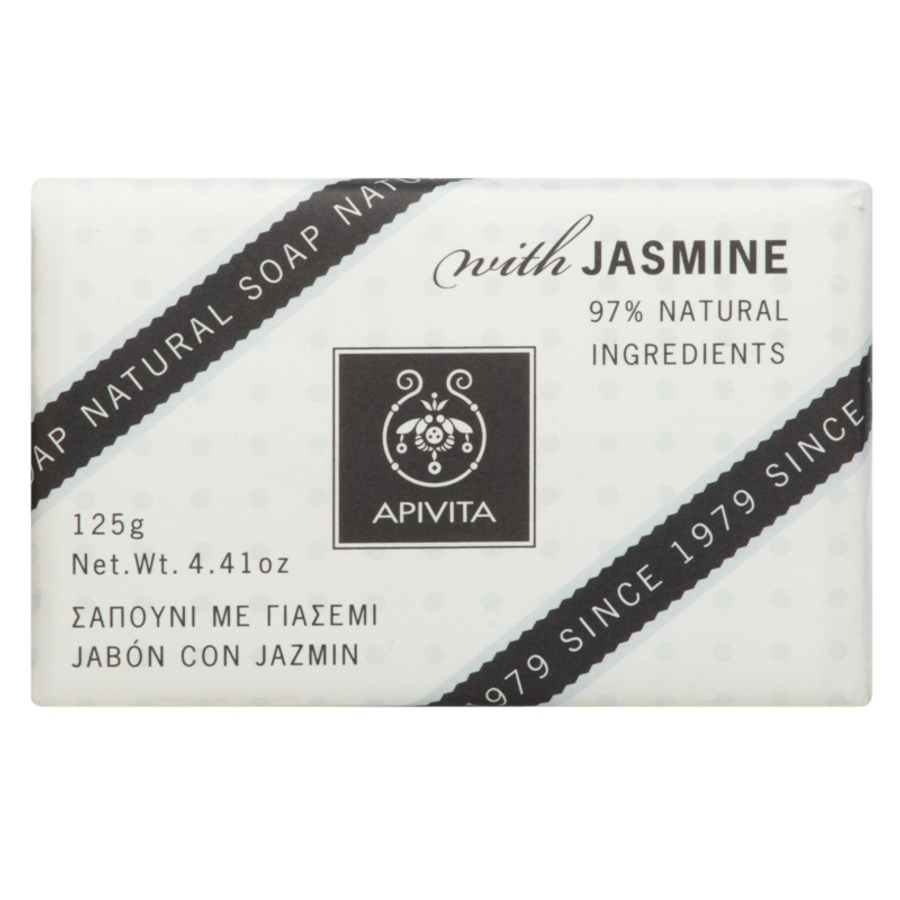 AP NATURAL SOAP NATU
with JASMINE
97% NATURAL
INGREDIENTS
APIVITA
125g
Net.Wt. 4.41oz
ΣΑΠΟΥΝΙ ΜΕ ΓΙΑΣΕΜΙ
JABÓN CON JAZMIN
1979 SINCE 1979 SINCE